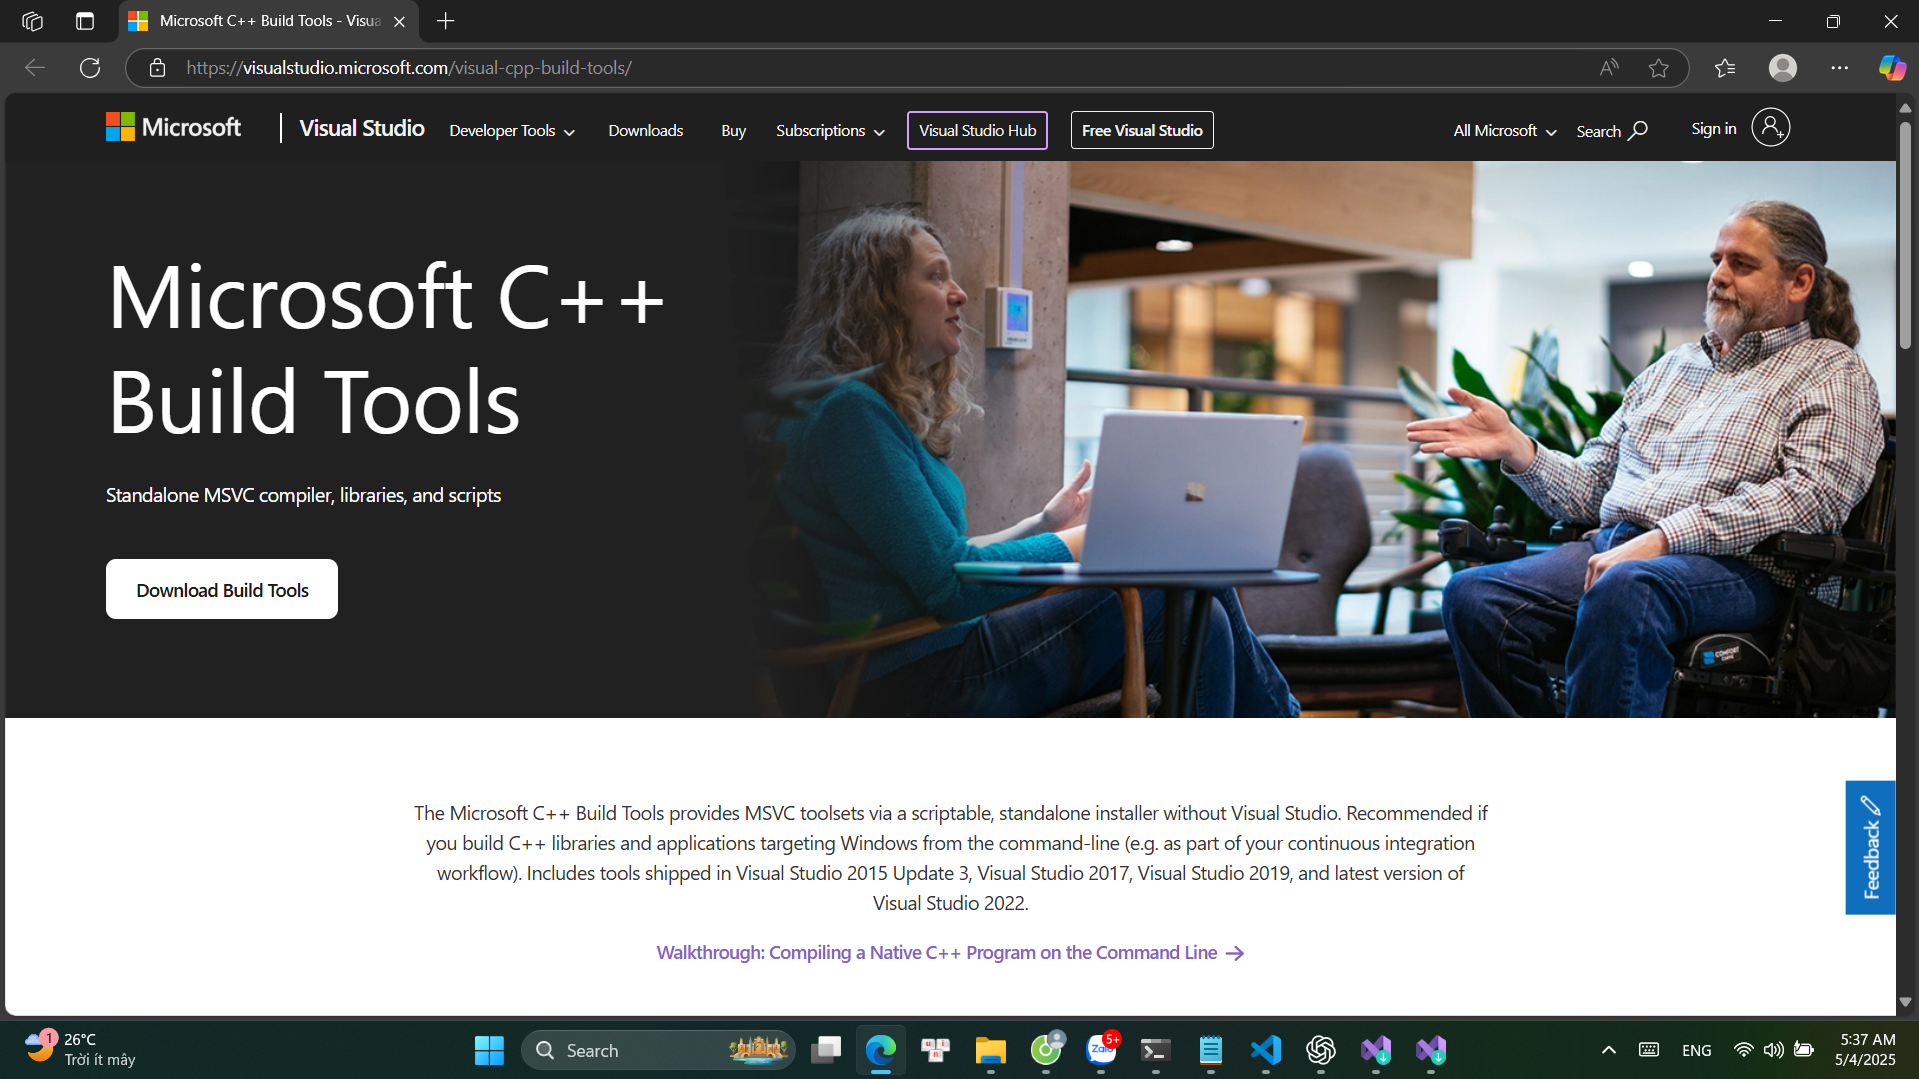 Microsoft C++ Build Tools - Visua
https://visualstudio.microsoft.com/visual-cpp-build-tools/
Microsoft
Visual Studio
Developer Tools
Downloads
Buy
Subscriptions
Visual Studio Hub
Free Visual Studio
All Microsoft
Search
Sign in
Microsoft C++
Build Tools
Standalone MSVC compiler, libraries, and scripts
Download Build Tools
COMFORT
The Microsoft C++ Build Tools provides MSVC toolsets via a scriptable, standalone installer without Visual Studio. Recommended if
you build C++ libraries and applications targeting Windows from the command-line (e.g. as part of your continuous integration
workflow). Includes tools shipped in Visual Studio 2015 Update 3, Visual Studio 2017, Visual Studio 2019, and latest version of
Visual Studio 2022.
Walkthrough: Compiling a Native C++ Program on the Command Line
Feedback
1
26°C
Trời ít mây
Search
Zalo
5+
ENG
5:37 AM
5/4/2025